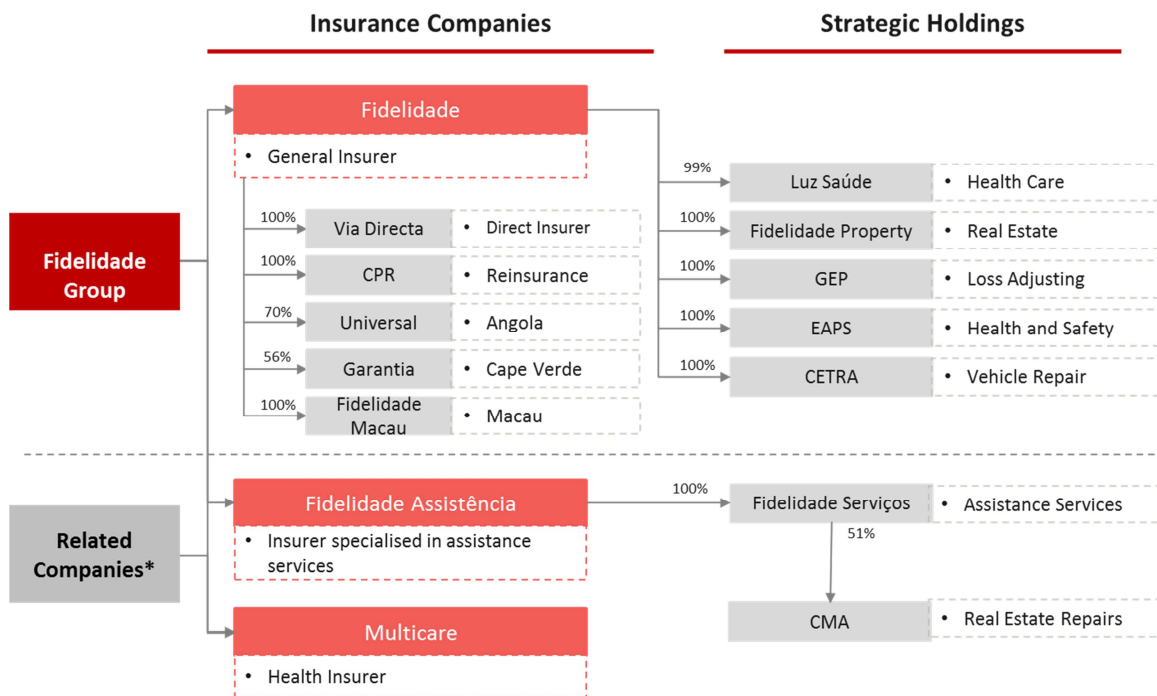 Insurance Companies
Strategic Holdings
Fidelidade
• General Insurer
Fidelidade
Group
100%
Via Directa
• Direct Insurer
100%
CPR
• Reinsurance
70%
Universal
• Angola
56%
Garantia
• Cape Verde
100%
Fidelidade
Macau
• Macau
99%
Luz Saúde
• Health Care
100%
Fidelidade Property
• Real Estate
100%
GEP
• Loss Adjusting
100%
EAPS
• Health and Safety
100%
CETRA
• Vehicle Repair
Related
Companies*
Fidelidade Assistência
• Insurer specialised in assistance
services
100%
Fidelidade Serviços
• Assistance Services
51%
CMA
• Real Estate Repairs
Multicare
• Health Insurer